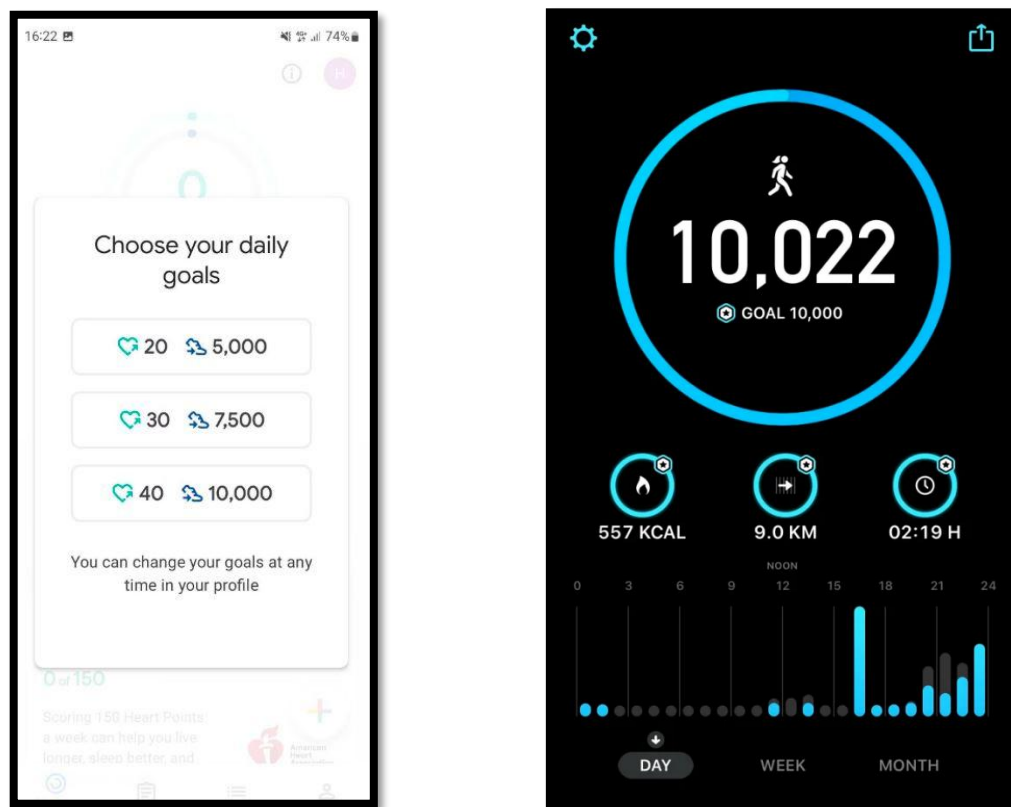 16:22
74%
H
0
Choose your daily
goals
20 5,000
30 7,500
40 10,000
You can change your goals at any
time in your profile
0 of 150
Scoring 150 Heart Points
a week can help you live
longer, sleep better, and
American
Heart
10,022
GOAL 10,000
557 KCAL
9.0 KM
02:19 H
NOON
0 3 6 9 12 15 18 21 24
DAY
WEEK
MONTH